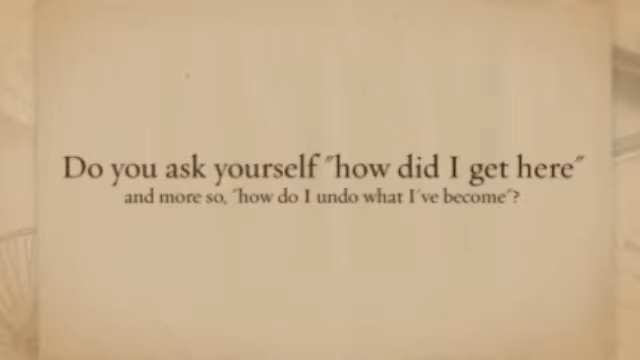 Do you ask yourself "how did I get here"
and more so, "how do I undo what I've become"?